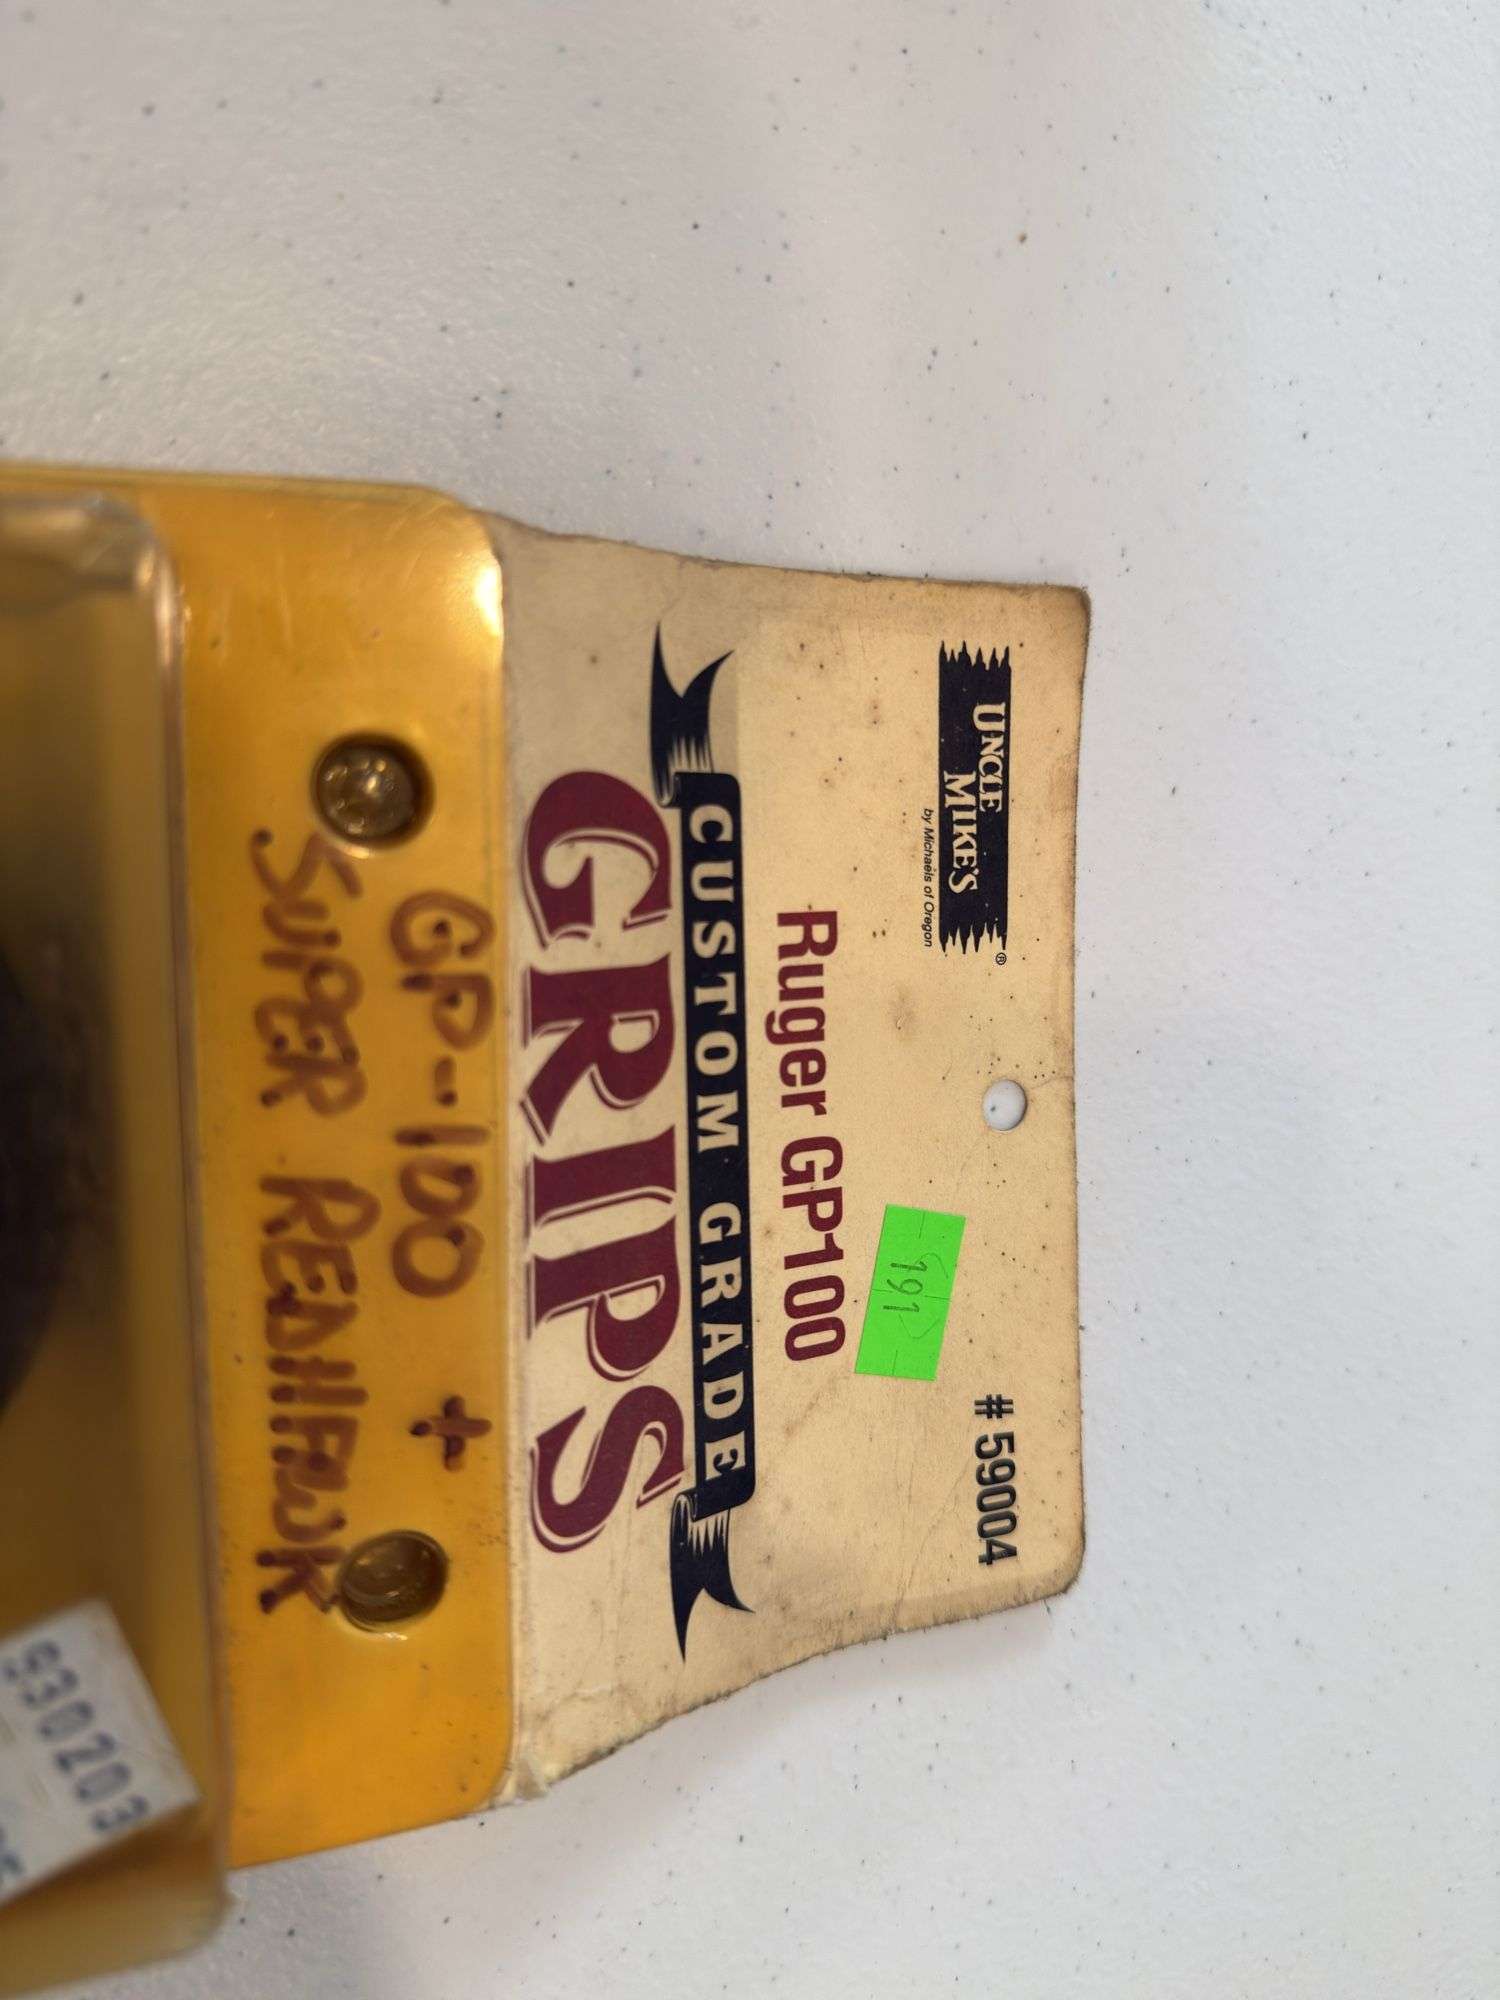 UNCLE
MIKE'S
®
by Michaels of Oregon
# 59004
191
Ruger GP100
CUSTOM GRADE
GRIPS
GP-100 +
SUPER REDHAWK
930203